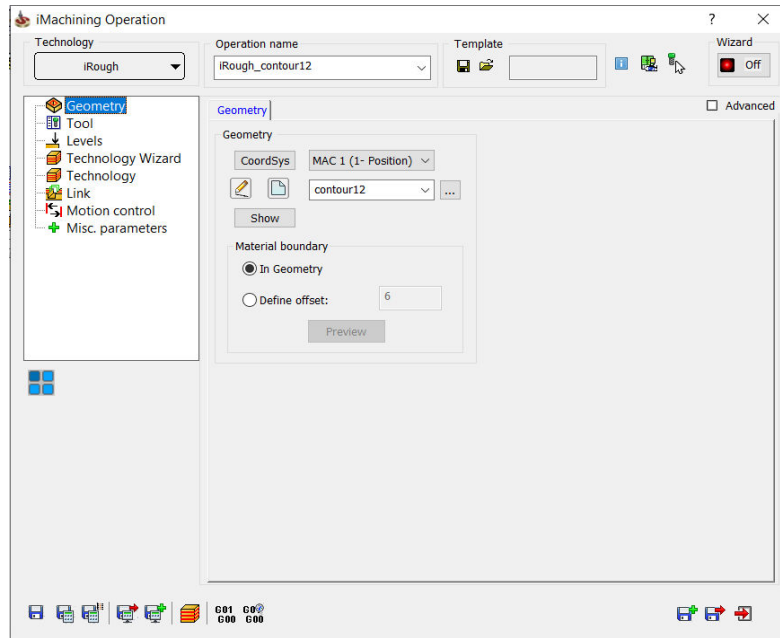 iMachining Operation
?
Technology
Operation name
Template
Wizard
iRough
iRough_contour12
Off
Geometry
Tool
Levels
Technology Wizard
Technology
Link
Motion control
Misc. parameters
Geometry
Advanced
Geometry
CoordSys
MAC 1 (1- Position)
contour12
...
Show
Material boundary
In Geometry
Define offset:
6
Preview
G01 G0
G00 G00